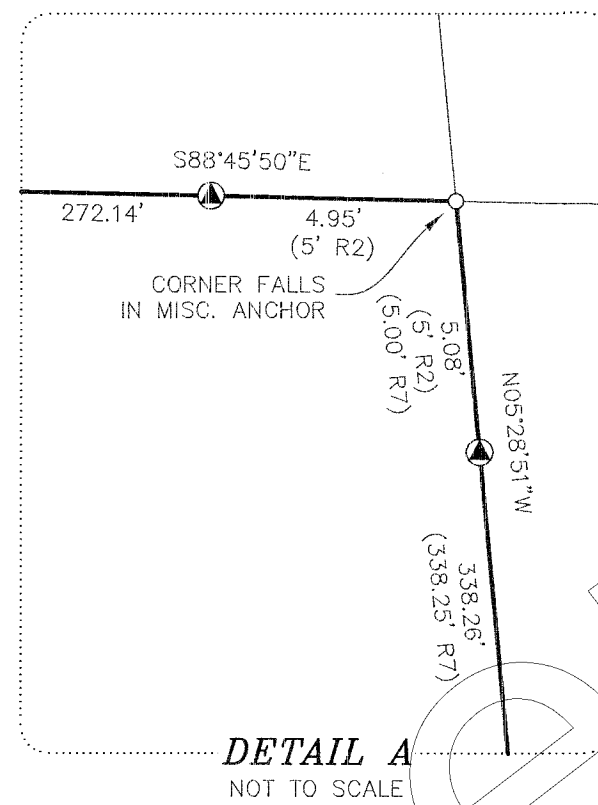 S88°45'50"E
272.14'
4.95'
(5' R2)
CORNER FALLS
IN MISC. ANCHOR
5.08'
(5' R2)
(5.00' R7)
N05°28'51"W
338.26'
(338.25' R7)
DETAIL A
NOT TO SCALE